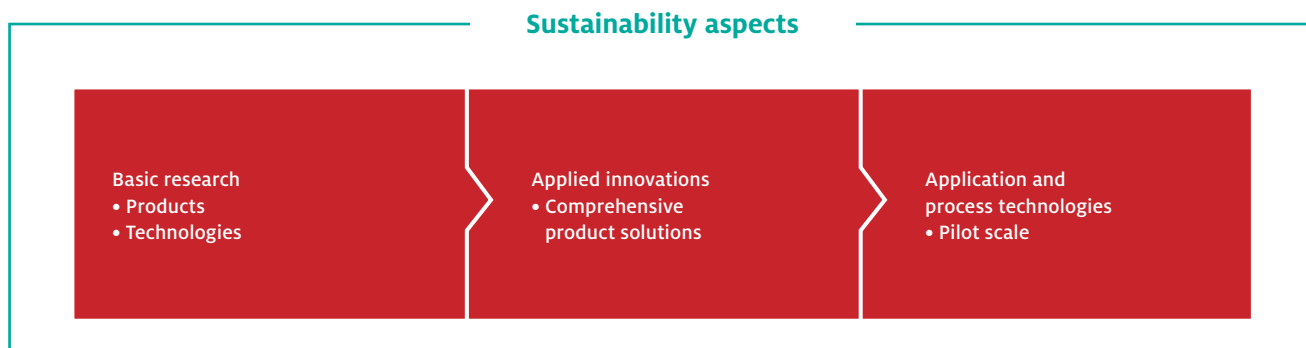 Sustainability aspects
Basic research
• Products
• Technologies
Applied innovations
• Comprehensive
product solutions
Application and
process technologies
• Pilot scale